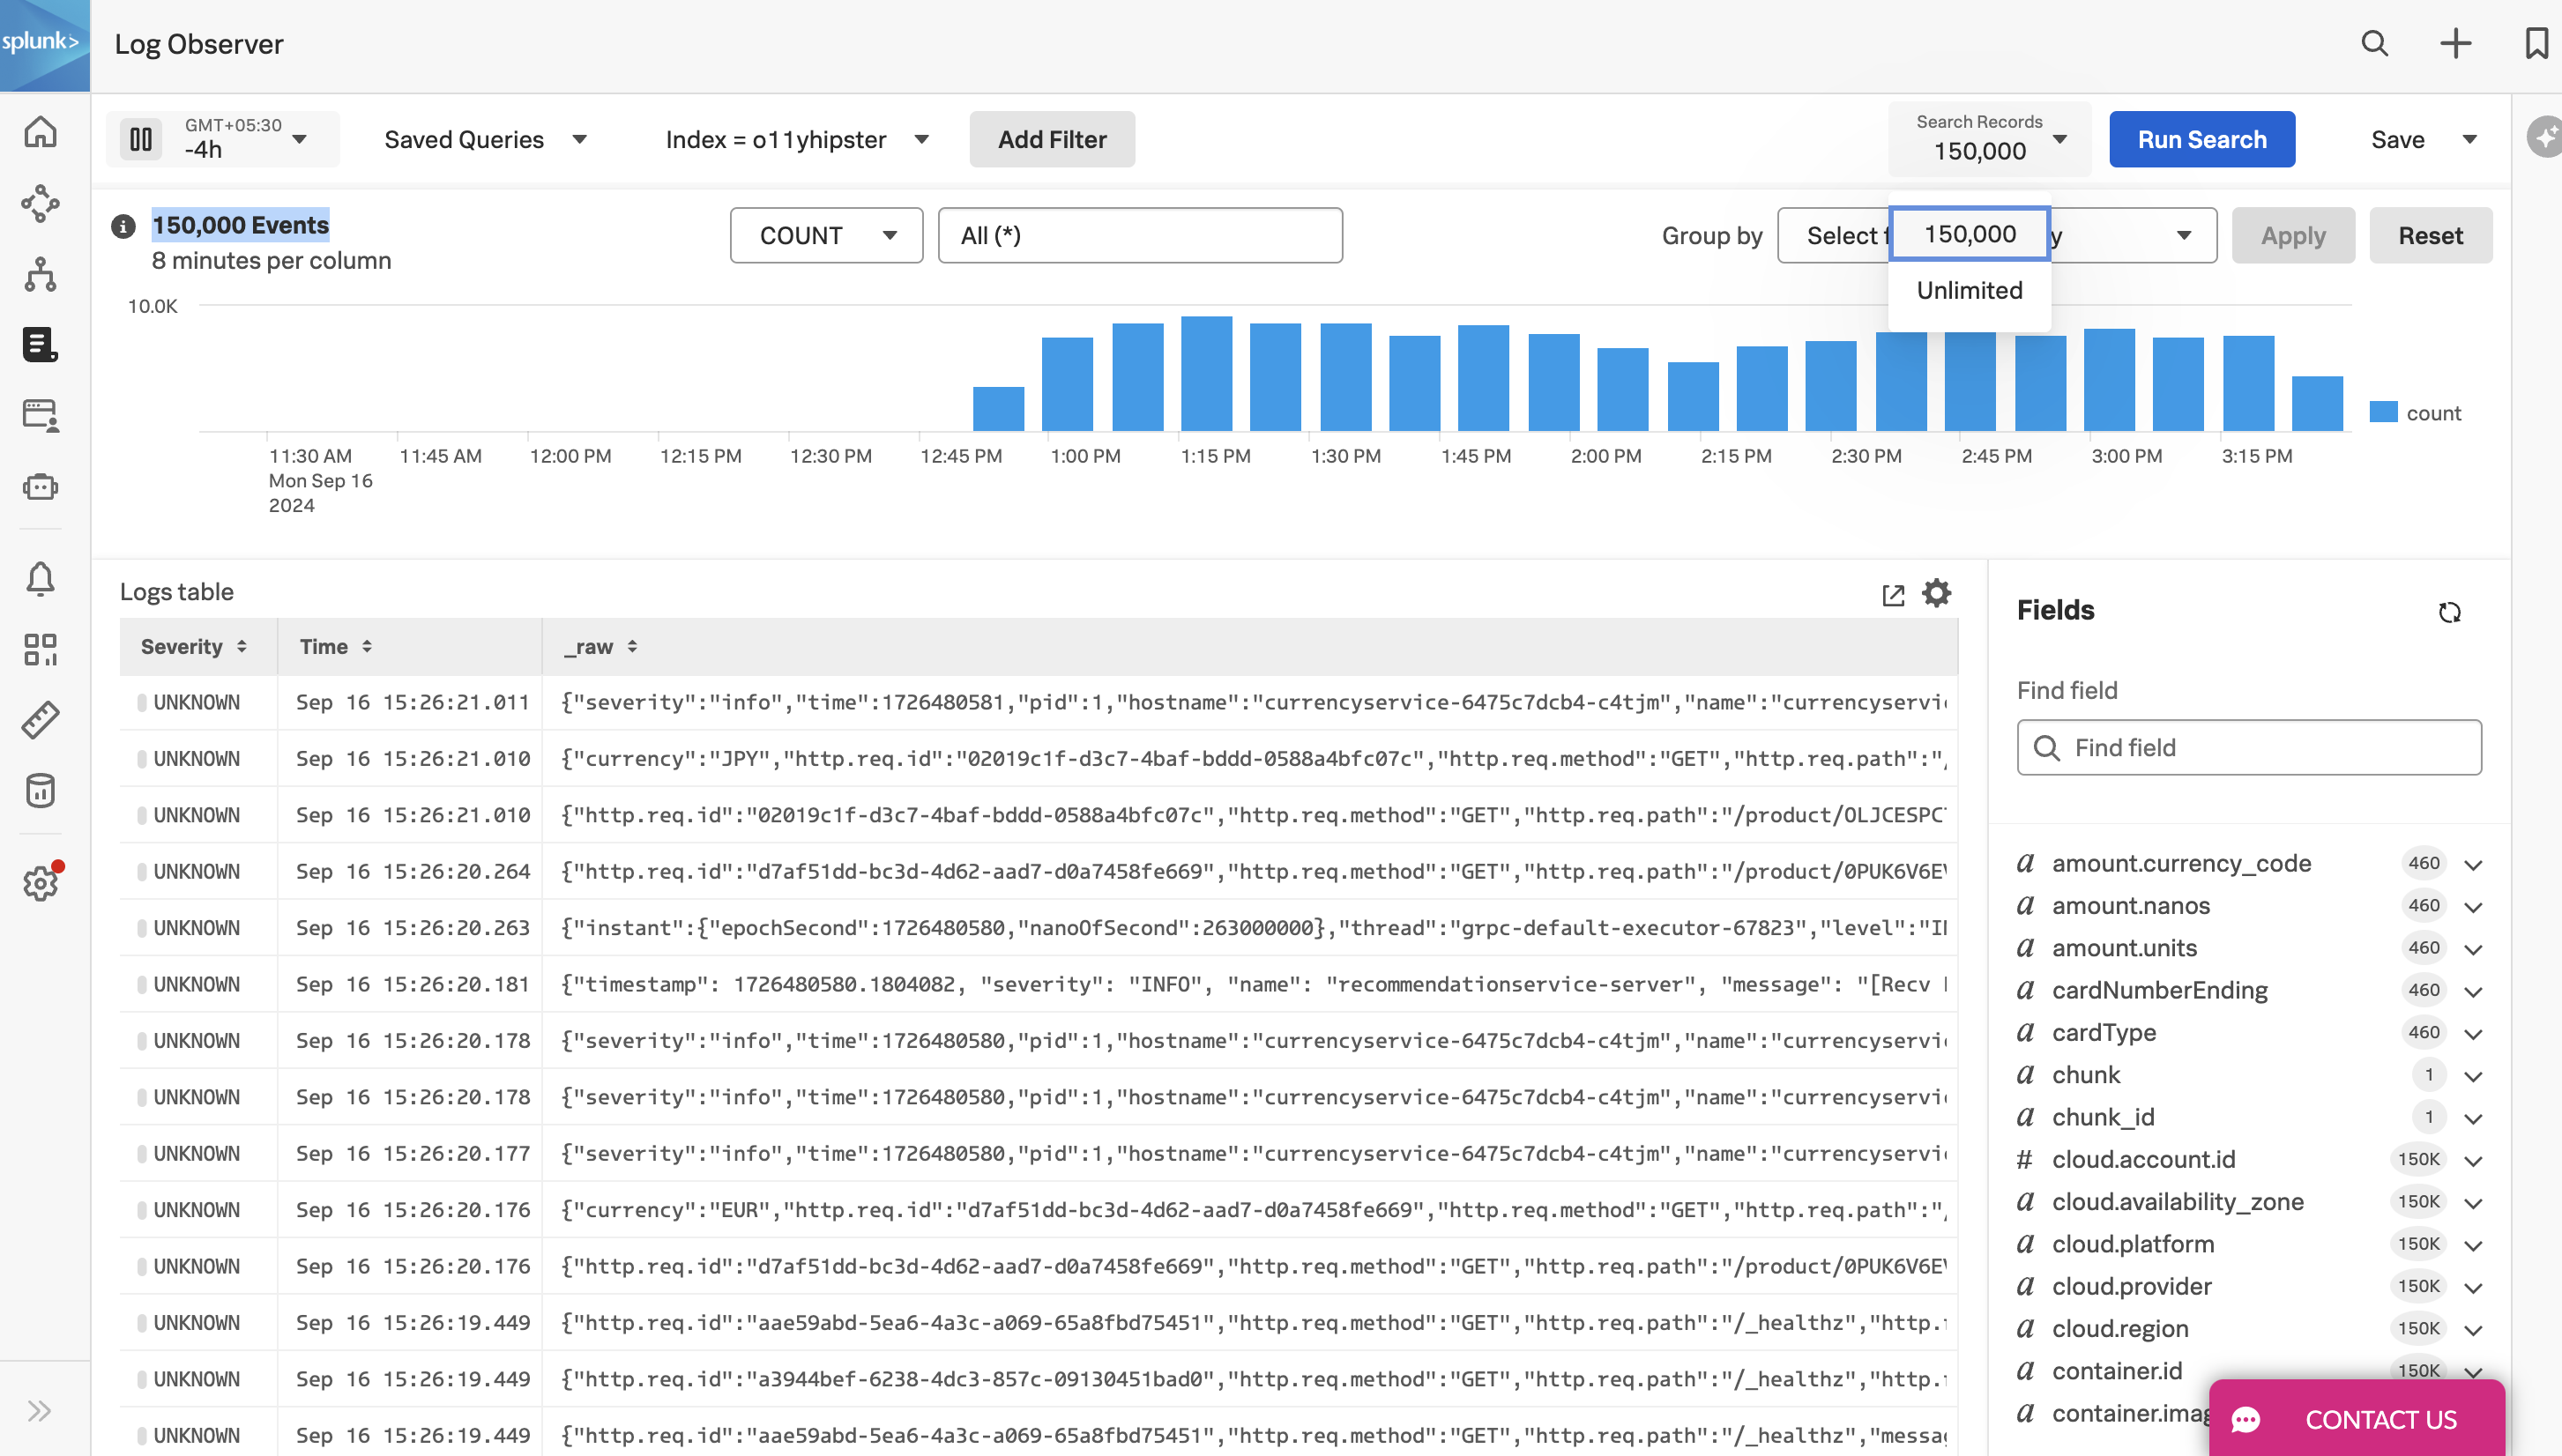 splunk>
Log Observer
GMT+05:30
-4h
Saved Queries
Index = o11yhipster
Add Filter
Search Records
150,000
Run Search
Save
150,000 Events
8 minutes per column
COUNT
All (*)
Group by
Select f
y
150,000
Unlimited
Apply
Reset
10.0K
count
11:30 AM 11:45 AM 12:00 PM 12:15 PM 12:30 PM 12:45 PM 1:00 PM 1:15 PM 1:30 PM 1:45 PM 2:00 PM 2:15 PM 2:30 PM 2:45 PM 3:00 PM 3:15 PM
Mon Sep 16
2024
Logs table
Severity Time _raw
UNKNOWN Sep 16 15:26:21.011 {"severity":"info","time":1726480581,"pid":1,"hostname":"currencyservice-6475c7dcb4-c4tjm","name":"currencyservi
UNKNOWN Sep 16 15:26:21.010 {"currency":"JPY","http.req.id":"02019c1f-d3c7-4baf-bddd-0588a4bfc07c","http.req.method":"GET","http.req.path":"/
UNKNOWN Sep 16 15:26:21.010 {"http.req.id":"02019c1f-d3c7-4baf-bddd-0588a4bfc07c","http.req.method":"GET","http.req.path":"/product/OLJCESPC
UNKNOWN Sep 16 15:26:20.264 {"http.req.id":"d7af51dd-bc3d-4d62-aad7-d0a7458fe669","http.req.method":"GET","http.req.path":"/product/0PUK6V6E
UNKNOWN Sep 16 15:26:20.263 {"instant":{"epochSecond":1726480580,"nanoOfSecond":263000000},"thread":"grpc-default-executor-67823","level":"I
UNKNOWN Sep 16 15:26:20.181 {"timestamp": 1726480580.1804082, "severity": "INFO", "name": "recommendationservice-server", "message": "[Recv
UNKNOWN Sep 16 15:26:20.178 {"severity":"info","time":1726480580,"pid":1,"hostname":"currencyservice-6475c7dcb4-c4tjm","name":"currencyservi
UNKNOWN Sep 16 15:26:20.178 {"severity":"info","time":1726480580,"pid":1,"hostname":"currencyservice-6475c7dcb4-c4tjm","name":"currencyservi
UNKNOWN Sep 16 15:26:20.177 {"severity":"info","time":1726480580,"pid":1,"hostname":"currencyservice-6475c7dcb4-c4tjm","name":"currencyservi
UNKNOWN Sep 16 15:26:20.176 {"currency":"EUR","http.req.id":"d7af51dd-bc3d-4d62-aad7-d0a7458fe669","http.req.method":"GET","http.req.path":"/
UNKNOWN Sep 16 15:26:20.176 {"http.req.id":"d7af51dd-bc3d-4d62-aad7-d0a7458fe669","http.req.method":"GET","http.req.path":"/product/0PUK6V6E
UNKNOWN Sep 16 15:26:19.449 {"http.req.id":"aae59abd-5ea6-4a3c-a069-65a8fbd75451","http.req.method":"GET","http.req.path":"/_healthz","http.
UNKNOWN Sep 16 15:26:19.449 {"http.req.id":"a3944bef-6238-4dc3-857c-09130451bad0","http.req.method":"GET","http.req.path":"/_healthz","http.
UNKNOWN Sep 16 15:26:19.449 {"http.req.id":"aae59abd-5ea6-4a3c-a069-65a8fbd75451","http.req.method":"GET","http.req.path":"/_healthz","messa
Fields
Find field
Find field
a amount.currency_code 460
a amount.nanos 460
a amount.units 460
a cardNumberEnding 460
a cardType 460
a chunk 1
a chunk_id 1
# cloud.account.id 150K
a cloud.availability_zone 150K
a cloud.platform 150K
a cloud.provider 150K
a cloud.region 150K
a container.id 150K
a container.imag
CONTACT US